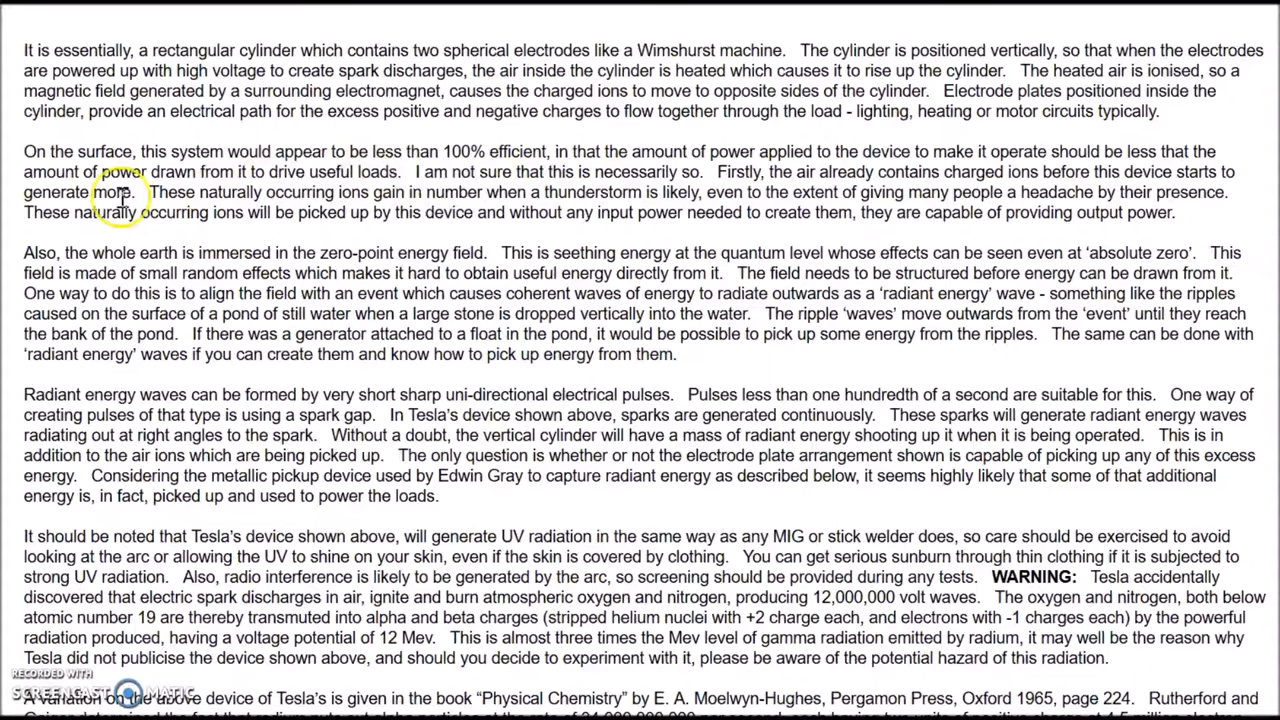 It is essentially, a rectangular cylinder which contains two spherical electrodes like a Wimshurst machine. The cylinder is positioned vertically, so that when the electrodes
are powered up with high voltage to create spark discharges, the air inside the cylinder is heated which causes it to rise up the cylinder. The heated air is ionised, so a
magnetic field generated by a surrounding electromagnet, causes the charged ions to move to opposite sides of the cylinder. Electrode plates positioned inside the
cylinder, provide an electrical path for the excess positive and negative charges to flow together through the load - lighting, heating or motor circuits typically.
On the surface, this system would appear to be less than 100% efficient, in that the amount of power applied to the device to make it operate should be less that the
amount of power drawn from it to drive useful loads. I am not sure that this is necessarily so. Firstly, the air already contains charged ions before this device starts to
generate more. These naturally occurring ions gain in number when a thunderstorm is likely, even to the extent of giving many people a headache by their presence.
These naturally occurring ions will be picked up by this device and without any input power needed to create them, they are capable of providing output power.
Also, the whole earth is immersed in the zero-point energy field. This is seething energy at the quantum level whose effects can be seen even at ‘absolute zero’. This
field is made of small random effects which makes it hard to obtain useful energy directly from it. The field needs to be structured before energy can be drawn from it.
One way to do this is to align the field with an event which causes coherent waves of energy to radiate outwards as a ‘radiant energy’ wave - something like the ripples
caused on the surface of a pond of still water when a large stone is dropped vertically into the water. The ripple ‘waves’ move outwards from the ‘event’ until they reach
the bank of the pond. If there was a generator attached to a float in the pond, it would be possible to pick up some energy from the ripples. The same can be done with
‘radiant energy’ waves if you can create them and know how to pick up energy from them.
Radiant energy waves can be formed by very short sharp uni-directional electrical pulses. Pulses less than one hundredth of a second are suitable for this. One way of
creating pulses of that type is using a spark gap. In Tesla’s device shown above, sparks are generated continuously. These sparks will generate radiant energy waves
radiating out at right angles to the spark. Without a doubt, the vertical cylinder will have a mass of radiant energy shooting up it when it is being operated. This is in
addition to the air ions which are being picked up. The only question is whether or not the electrode plate arrangement shown is capable of picking up any of this excess
energy. Considering the metallic pickup device used by Edwin Gray to capture radiant energy as described below, it seems highly likely that some of that additional
energy is, in fact, picked up and used to power the loads.
It should be noted that Tesla’s device shown above, will generate UV radiation in the same way as any MIG or stick welder does, so care should be exercised to avoid
looking at the arc or allowing the UV to shine on your skin, even if the skin is covered by clothing. You can get serious sunburn through thin clothing if it is subjected to
strong UV radiation. Also, radio interference is likely to be generated by the arc, so screening should be provided during any tests. WARNING: Tesla accidentally
discovered that electric spark discharges in air, ignite and burn atmospheric oxygen and nitrogen, producing 12,000,000 volt waves. The oxygen and nitrogen, both below
atomic number 19 are thereby transmuted into alpha and beta charges (stripped helium nuclei with +2 charge each, and electrons with -1 charges each) by the powerful
radiation produced, having a voltage potential of 12 Mev. This is almost three times the Mev level of gamma radiation emitted by radium, it may well be the reason why
Tesla did not publicise the device shown above, and should you decide to experiment with it, please be aware of the potential hazard of this radiation.
RECORDED WITH
SCREENCAST MATIC
A variation on the above device of Tesla’s is given in the book “Physical Chemistry” by E. A. Moelwyn-Hughes, Pergamon Press, Oxford 1965, page 224. Rutherford and